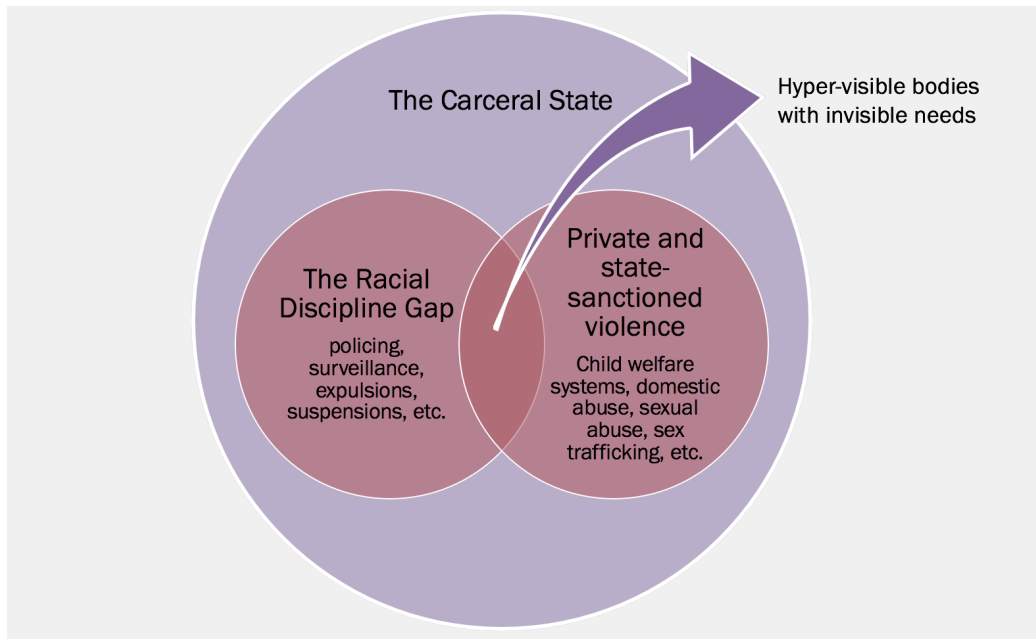 The Carceral State
Hyper-visible bodies
with invisible needs
The Racial
Discipline Gap
policing,
surveillance,
expulsions,
suspensions, etc.
Private and
state-
sanctioned
violence
Child welfare
systems, domestic
abuse, sexual
abuse, sex
trafficking, etc.